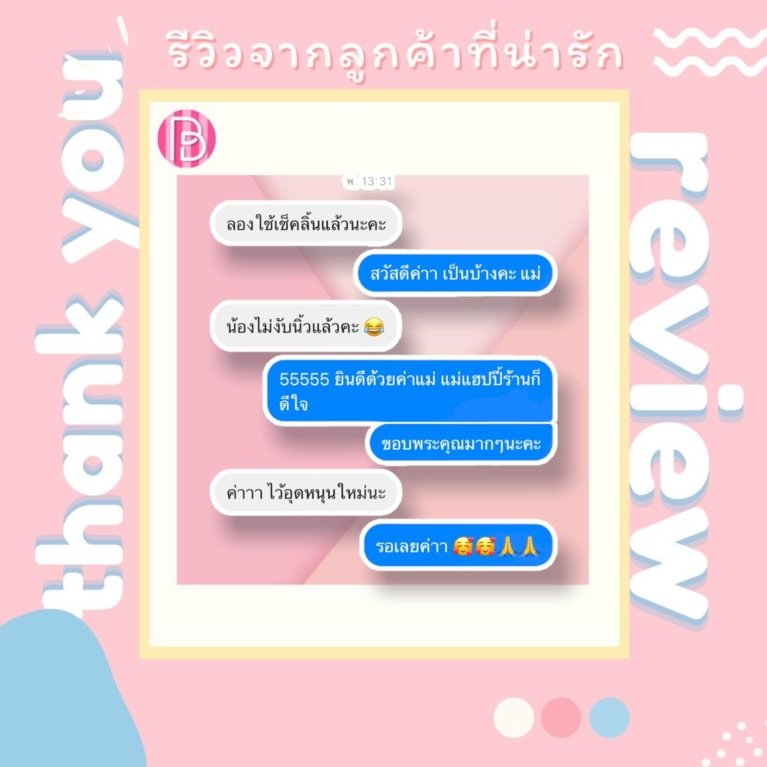 รีวิวจากลูกค้าที่น่ารัก
thank you
review
B
พ. 13:31
ลองใช้เช็คลิ้นแล้วนะคะ
สวัสดีค่าา เป็นบ้างคะ แม่
น้องไม่งับนิ้วแล้วคะ 😂
55555 ยินดีด้วยค่าแม่ แม่แฮปปี้ร้านก็
ดีใจ
ขอบพระคุณมากๆนะคะ
ค่าาา ไว้อุดหนุนใหม่นะ
รอเลยค่าา 🥰🥰🙏🙏